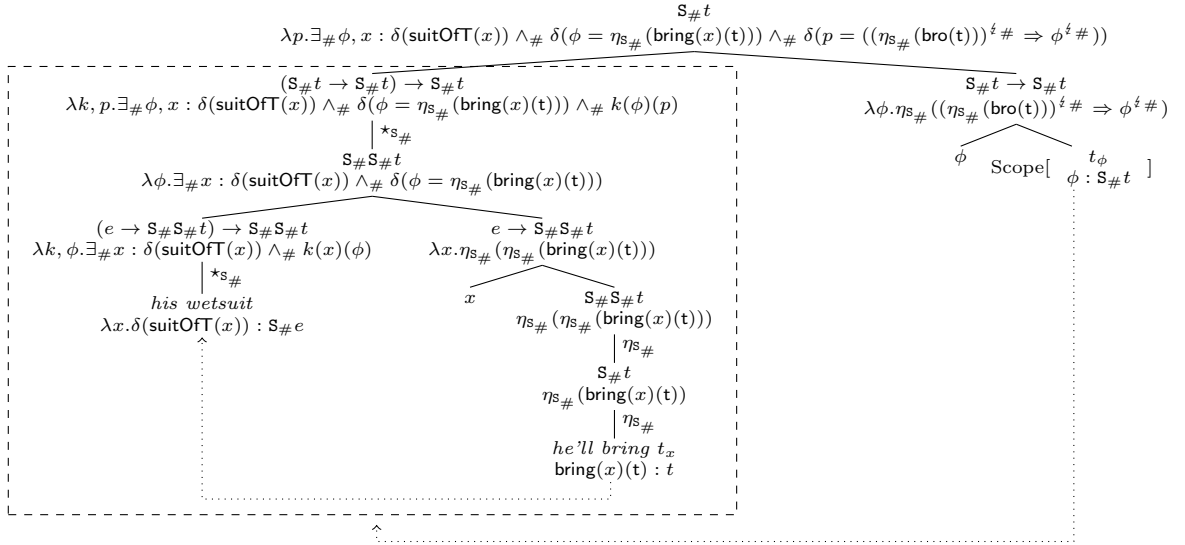 S#t
λp.∃#ϕ, x : δ(suitOfT(x)) ∧# δ(ϕ = ηS#(bring(x)(t))) ∧# δ(p = ((ηS#(bro(t)))↯# ⇒ ϕ↯#))
(S#t → S#t) → S#t
λk, p.∃#ϕ, x : δ(suitOfT(x)) ∧# δ(ϕ = ηS#(bring(x)(t))) ∧# k(ϕ)(p)
S#t → S#t
λϕ.ηS#((ηS#(bro(t)))↯# ⇒ ϕ↯#)
⋆S#
S#S#t
λϕ.∃#x : δ(suitOfT(x)) ∧# δ(ϕ = ηS#(bring(x)(t)))
ϕ
Scope[ tϕ ]
ϕ : S#t
(e → S#S#t) → S#S#t
λk, ϕ.∃#x : δ(suitOfT(x)) ∧# k(x)(ϕ)
e → S#S#t
λx.ηS#(ηS#(bring(x)(t)))
⋆S#
his wetsuit
λx.δ(suitOfT(x)) : S#e
x
S#S#t
ηS#(ηS#(bring(x)(t)))
ηS#
S#t
ηS#(bring(x)(t))
ηS#
he'll bring tx
bring(x)(t) : t